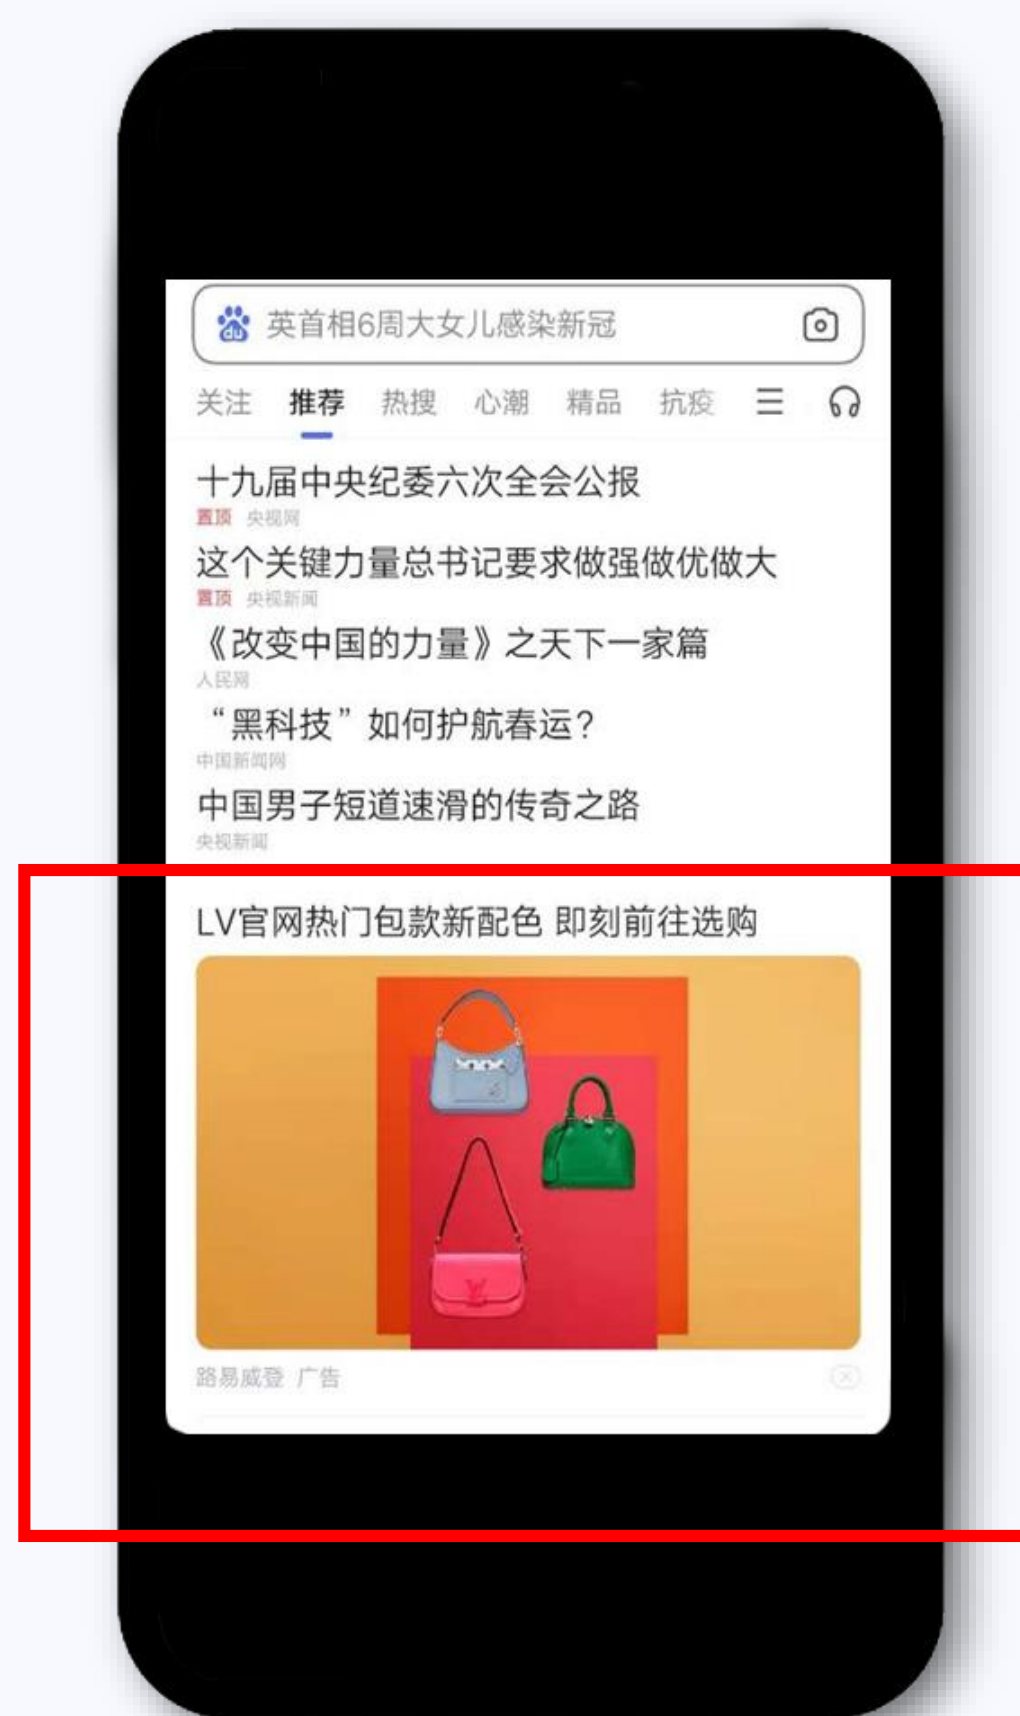 du 英首相6周大女儿感染新冠
关注 推荐 热搜 心潮 精品 抗疫
十九届中央纪委六次全会公报
置顶 央视网
这个关键力量总书记要求做强做优做大
置顶 央视新闻
《改变中国的力量》之天下一家篇
人民网
“黑科技”如何护航春运？
中国新闻网
中国男子短道速滑的传奇之路
央视新闻
LV官网热门包款新配色 即刻前往选购
路易威登 广告